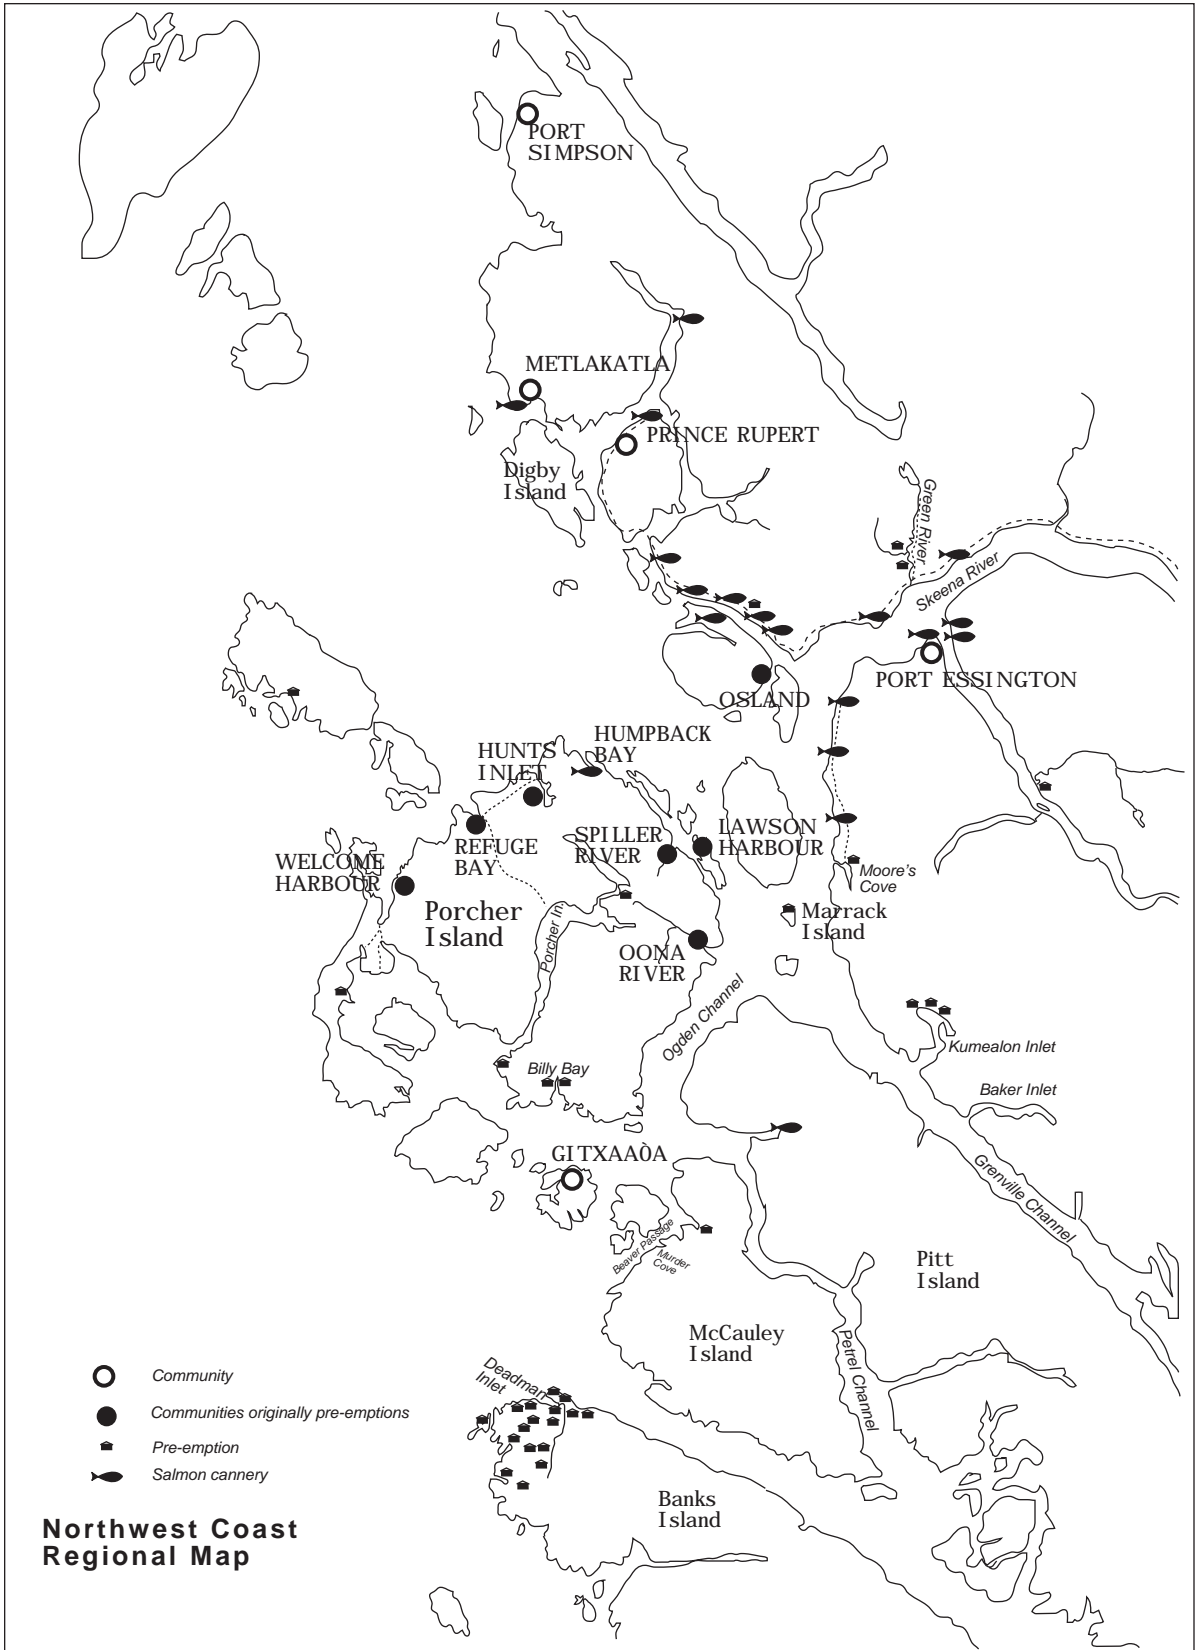 PORT
SIMPSON
METLAKATLA
PRINCE RUPERT
Digby
Island
Green River
Skeena River
PORT ESSINGTON
OSLAND
HUMPBACK
BAY
HUNTS
INLET
LAWSON
HARBOUR
SPILLER
RIVER
REFUGE
BAY
WELCOME
HARBOUR
Moore's
Cove
Porcher
Island
Porcher In.
Marrack
Island
OONA
RIVER
Ogden Channel
Kumealon Inlet
Billy Bay
Baker Inlet
GITXAAÒA
Grenville Channel
Beaver Passage
Murder
Cove
Pitt
Island
McCauley
Island
Petrel Channel
Deadman
Inlet
Banks
Island
Community
Communities originally pre-emptions
Pre-emption
Salmon cannery
Northwest Coast
Regional Map